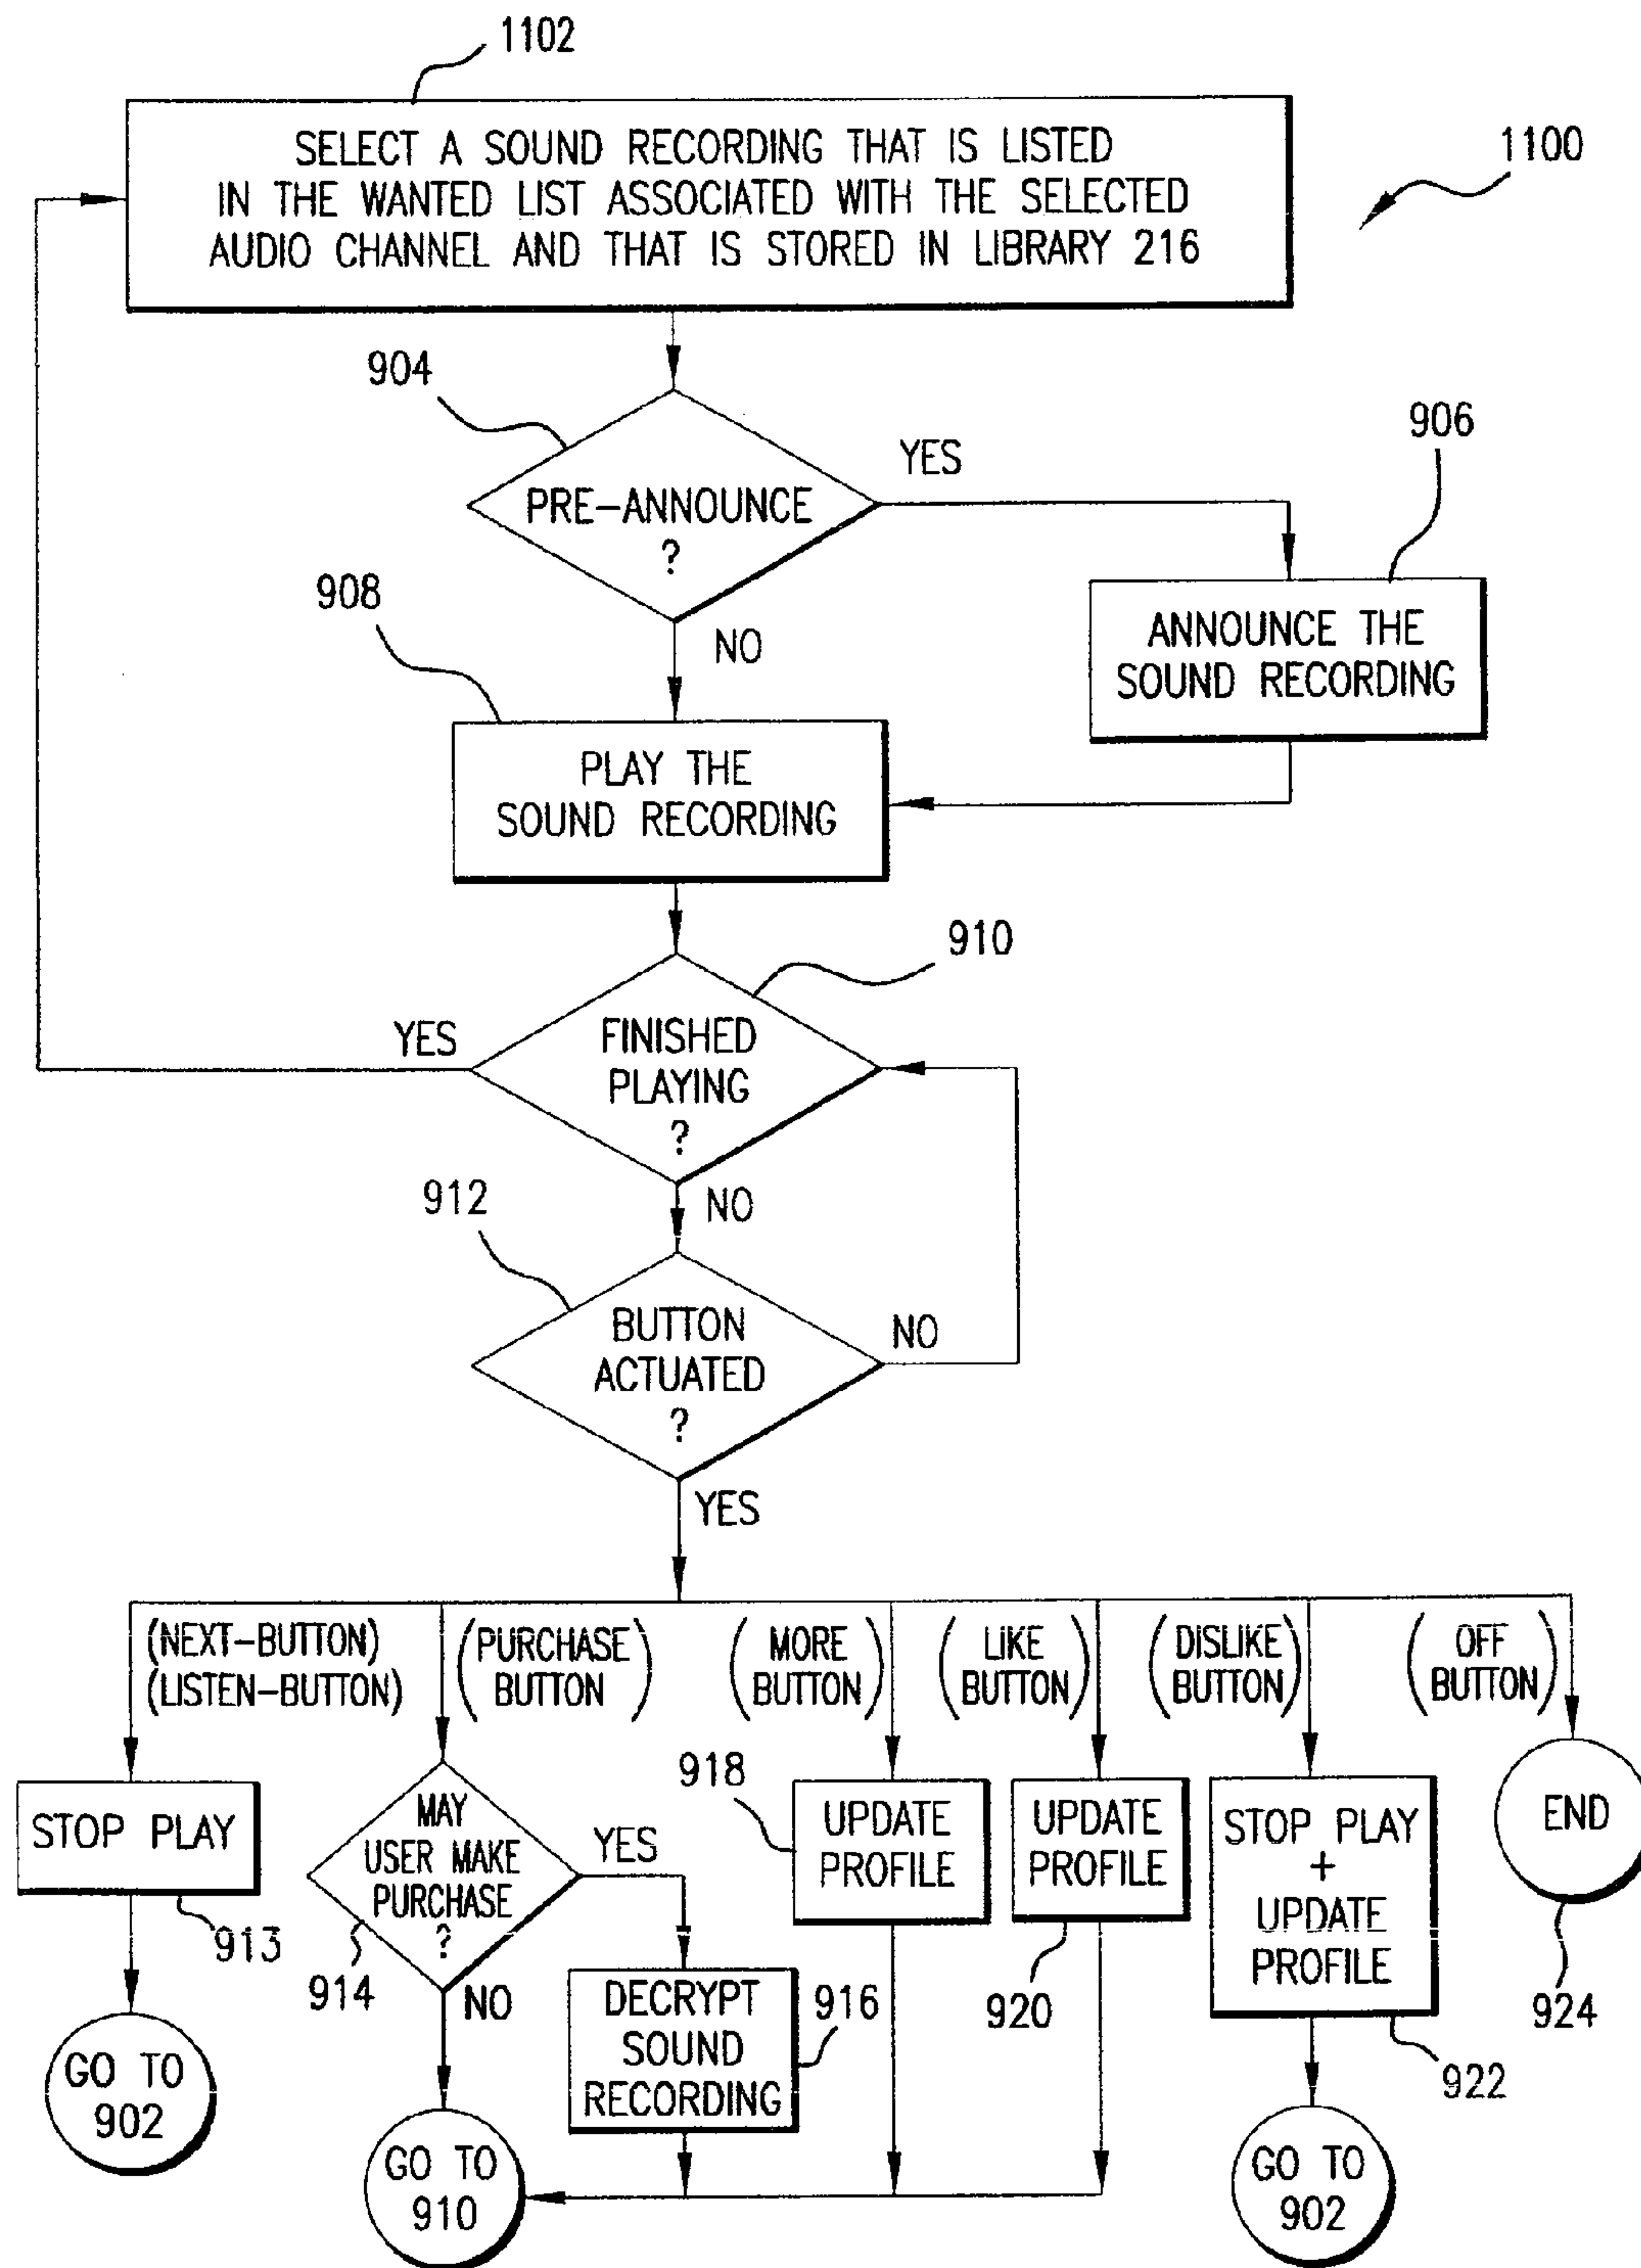 1102
SELECT A SOUND RECORDING THAT IS LISTED
IN THE WANTED LIST ASSOCIATED WITH THE SELECTED
AUDIO CHANNEL AND THAT IS STORED IN LIBRARY 216
1100
904
PRE-ANNOUNCE
?
YES
906
ANNOUNCE THE
SOUND RECORDING
NO
908
PLAY THE
SOUND RECORDING
910
FINISHED
PLAYING
?
YES
NO
912
BUTTON
ACTUATED
?
NO
YES
(NEXT-BUTTON)
(LISTEN-BUTTON)
(PURCHASE
BUTTON)
(MORE
BUTTON)
(LIKE
BUTTON)
(DISLIKE
BUTTON)
(OFF
BUTTON)
STOP PLAY
913
GO TO
902
MAY
USER MAKE
PURCHASE
?
914
YES
NO
DECRYPT
SOUND
RECORDING
916
GO TO
910
918
UPDATE
PROFILE
UPDATE
PROFILE
920
STOP PLAY
+
UPDATE
PROFILE
922
GO TO
902
END
924